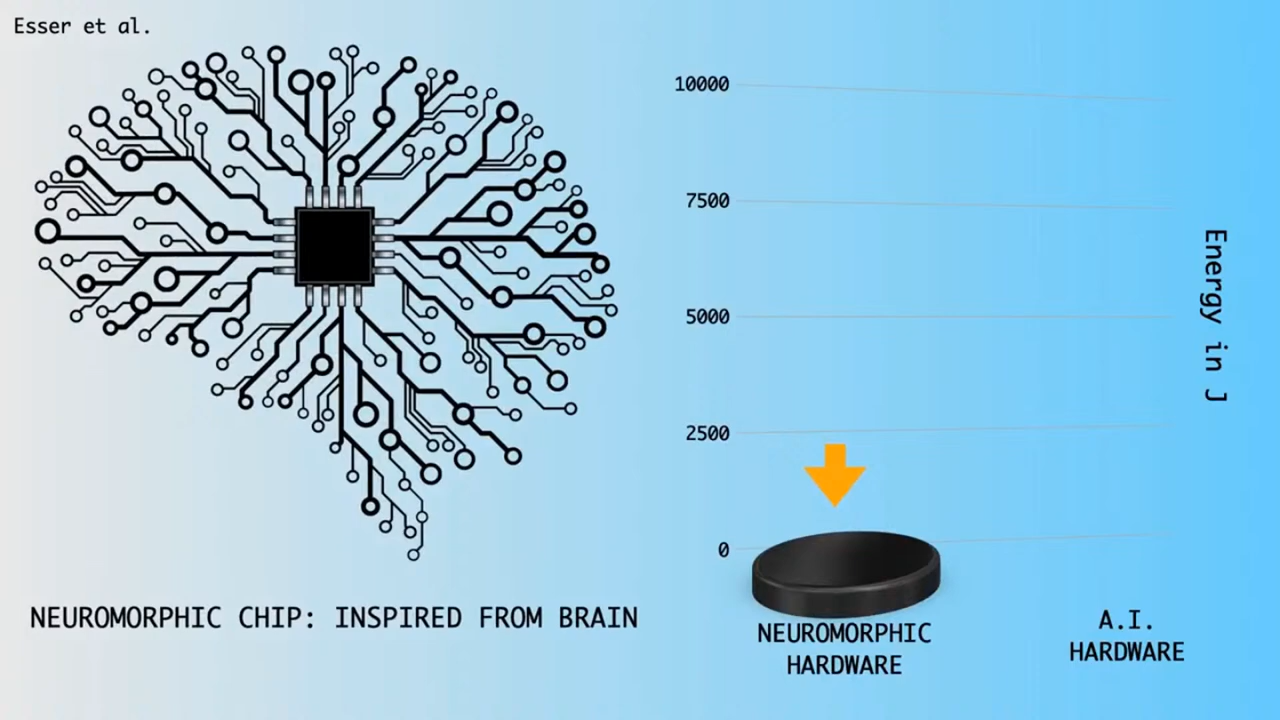 Esser et al.
NEUROMORPHIC CHIP: INSPIRED FROM BRAIN
10000
7500
5000
2500
0
Energy in J
NEUROMORPHIC
HARDWARE
A.I.
HARDWARE